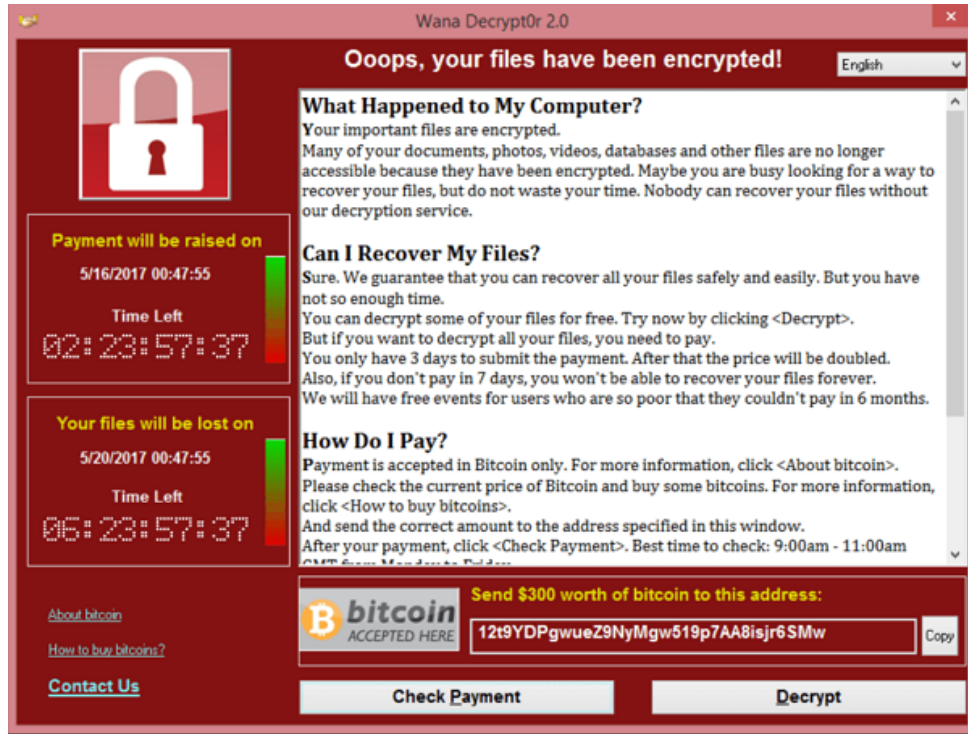 Wana Decrypt0r 2.0
Ooops, your files have been encrypted!
English
What Happened to My Computer?
Your important files are encrypted.
Many of your documents, photos, videos, databases and other files are no longer
accessible because they have been encrypted. Maybe you are busy looking for a way to
recover your files, but do not waste your time. Nobody can recover your files without
our decryption service.
Can I Recover My Files?
Sure. We guarantee that you can recover all your files safely and easily. But you have
not so enough time.
You can decrypt some of your files for free. Try now by clicking <Decrypt>.
But if you want to decrypt all your files, you need to pay.
You only have 3 days to submit the payment. After that the price will be doubled.
Also, if you don't pay in 7 days, you won't be able to recover your files forever.
We will have free events for users who are so poor that they couldn't pay in 6 months.
How Do I Pay?
Payment is accepted in Bitcoin only. For more information, click <About bitcoin>.
Please check the current price of Bitcoin and buy some bitcoins. For more information,
click <How to buy bitcoins>.
And send the correct amount to the address specified in this window.
After your payment, click <Check Payment>. Best time to check: 9:00am - 11:00am
GMT from Monday to Friday.
Payment will be raised on
5/16/2017 00:47:55
Time Left
02:23:57:37
Your files will be lost on
5/20/2017 00:47:55
Time Left
06:23:57:37
About bitcoin
How to buy bitcoins?
Contact Us
bitcoin
ACCEPTED HERE
Send $300 worth of bitcoin to this address:
12t9YDPgwueZ9NyMgw519p7AA8isjr6SMw
Copy
Check Payment
Decrypt